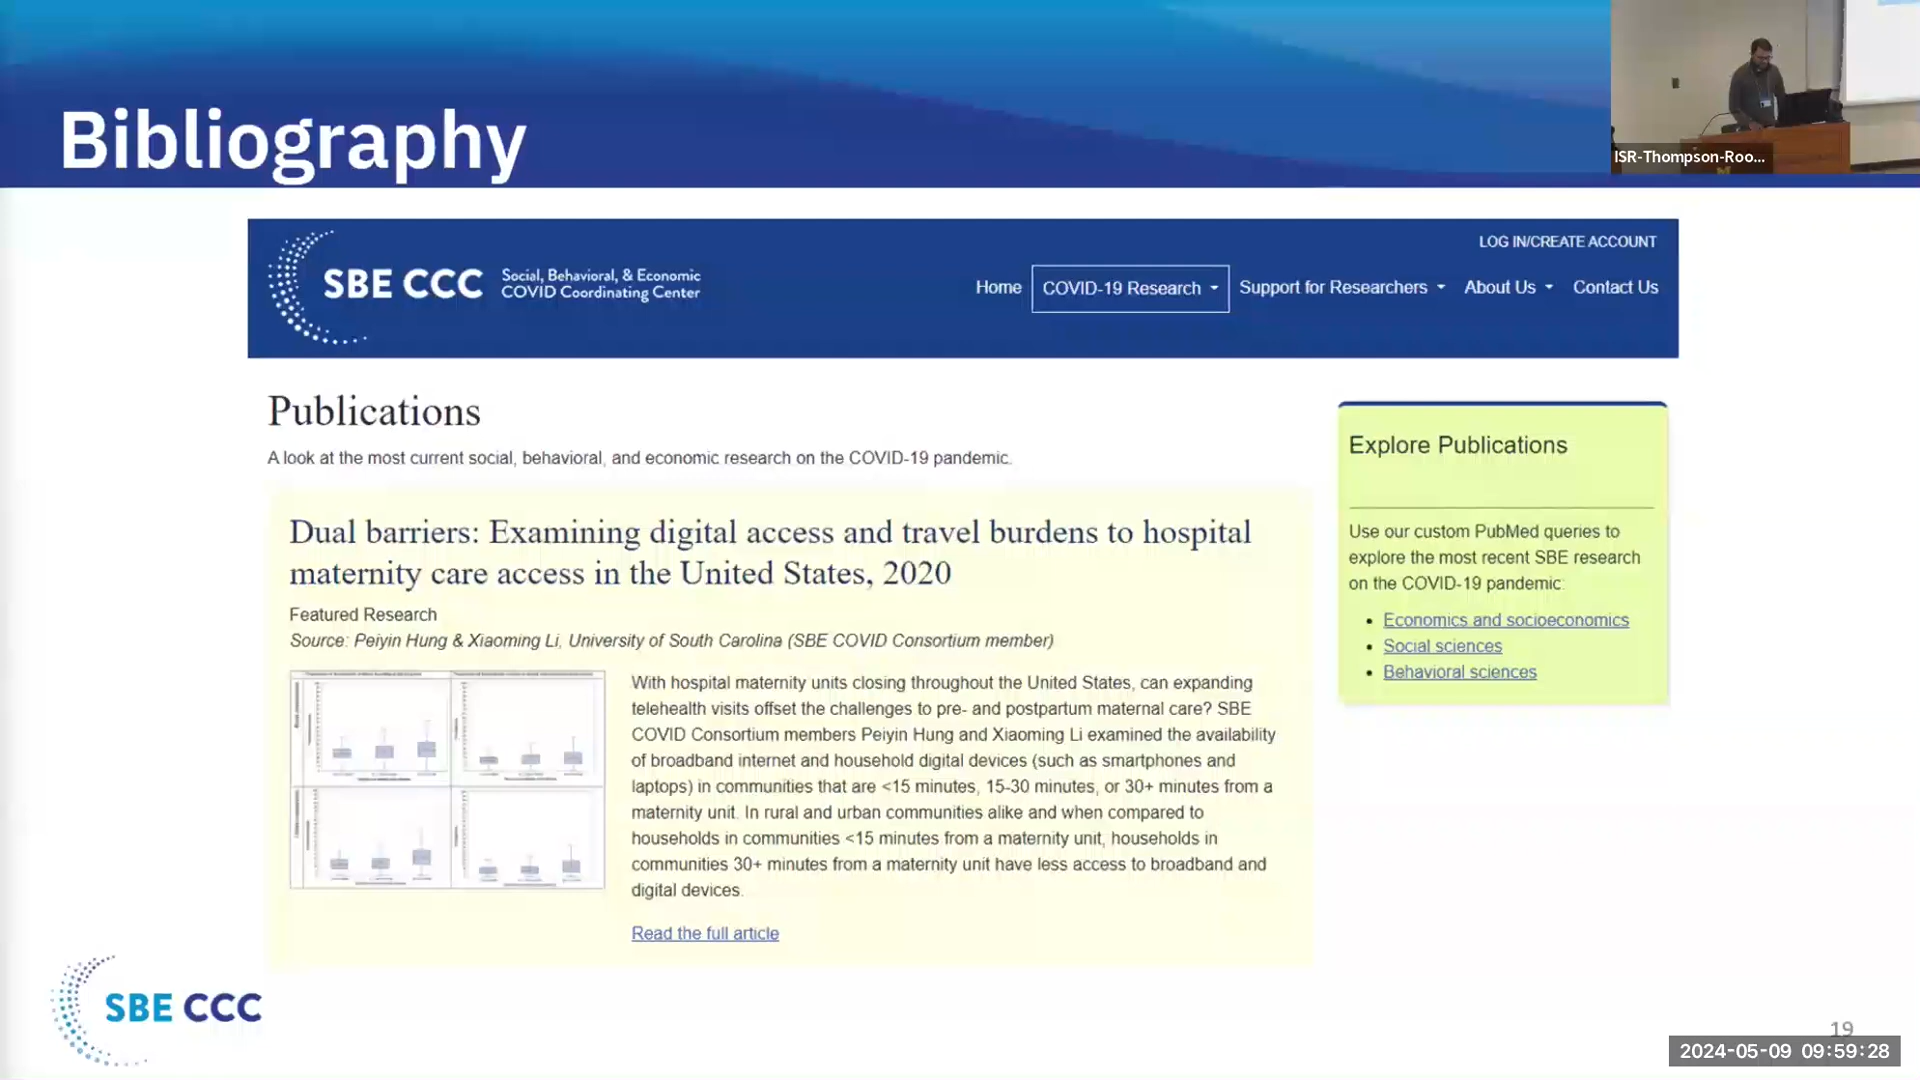 Bibliography
ISR-Thompson-Roo...
LOG IN/CREATE ACCOUNT
SBE CCC
Social, Behavioral, & Economic
COVID Coordinating Center
Home
COVID-19 Research
Support for Researchers
About Us
Contact Us
Publications
A look at the most current social, behavioral, and economic research on the COVID-19 pandemic.
Dual barriers: Examining digital access and travel burdens to hospital
maternity care access in the United States, 2020
Featured Research
Source: Peiyin Hung & Xiaoming Li, University of South Carolina (SBE COVID Consortium member)
With hospital maternity units closing throughout the United States, can expanding
telehealth visits offset the challenges to pre- and postpartum maternal care? SBE
COVID Consortium members Peiyin Hung and Xiaoming Li examined the availability
of broadband internet and household digital devices (such as smartphones and
laptops) in communities that are <15 minutes, 15-30 minutes, or 30+ minutes from a
maternity unit. In rural and urban communities alike and when compared to
households in communities <15 minutes from a maternity unit, households in
communities 30+ minutes from a maternity unit have less access to broadband and
digital devices.
Read the full article
Explore Publications
Use our custom PubMed queries to
explore the most recent SBE research
on the COVID-19 pandemic:
• Economics and socioeconomics
• Social sciences
• Behavioral sciences
SBE CCC
19
2024-05-09 09:59:28